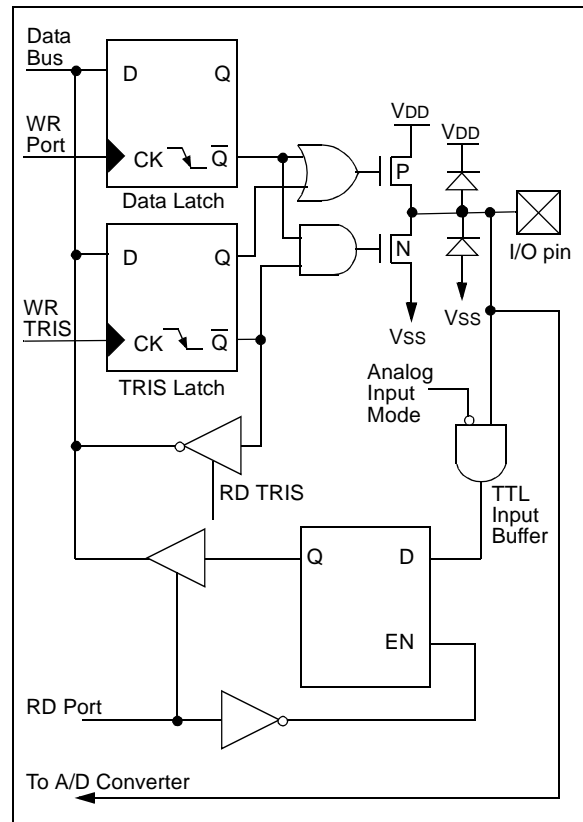 Data
Bus
D Q
VDD
VDD
WR
Port
CK Q
P
Data Latch
D Q
N
I/O pin
WR
TRIS
VSS
VSS
CK Q
TRIS Latch
Analog
Input
Mode
RD TRIS
TTL
Input
Buffer
Q D
EN
RD Port
To A/D Converter